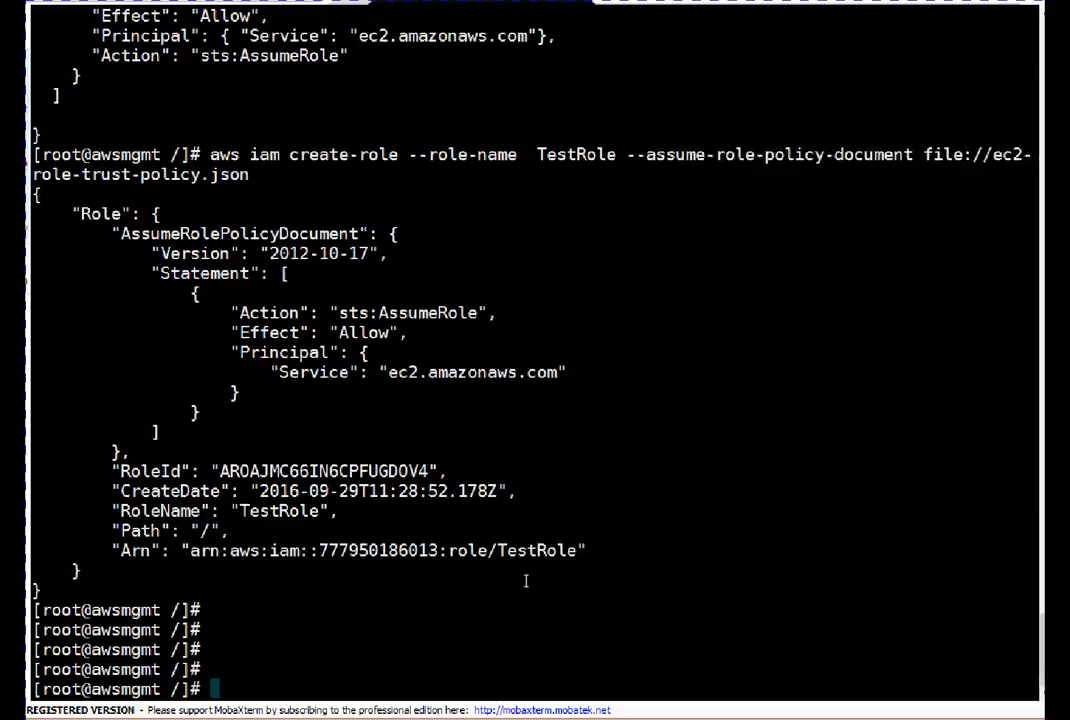 "Effect": "Allow",
"Principal": { "Service": "ec2.amazonaws.com"},
"Action": "sts:AssumeRole"
}
]
}
[root@awsmgmt /]# aws iam create-role --role-name  TestRole --assume-role-policy-document file://ec2-
role-trust-policy.json
{
"Role": {
"AssumeRolePolicyDocument": {
"Version": "2012-10-17",
"Statement": [
{
"Action": "sts:AssumeRole",
"Effect": "Allow",
"Principal": {
"Service": "ec2.amazonaws.com"
}
}
]
},
"RoleId": "AROAJMC66IN6CPFUGDOV4",
"CreateDate": "2016-09-29T11:28:52.178Z",
"RoleName": "TestRole",
"Path": "/",
"Arn": "arn:aws:iam::777950186013:role/TestRole"
}
}
[root@awsmgmt /]#
[root@awsmgmt /]#
[root@awsmgmt /]#
[root@awsmgmt /]#
[root@awsmgmt /]#
REGISTERED VERSION - Please support MobaXterm by subscribing to the professional edition here: http://mobaxterm.mobatek.net